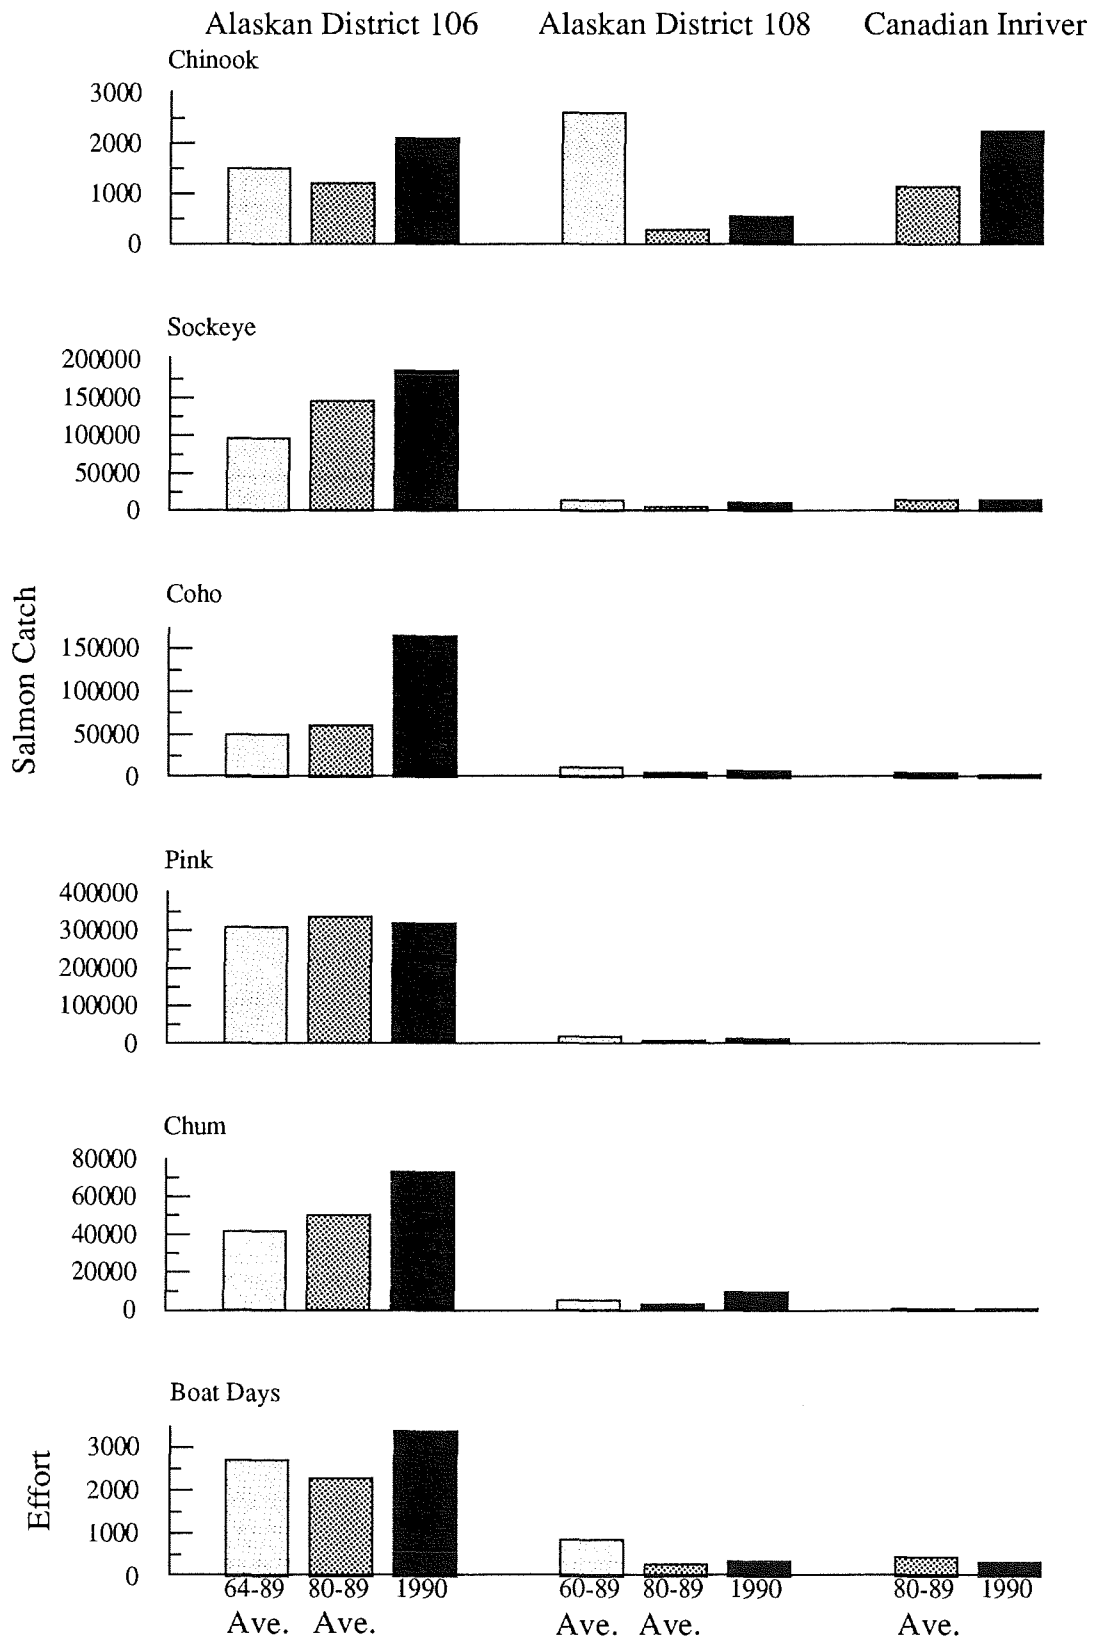 Alaskan District 106 Alaskan District 108 Canadian Inriver
Chinook
3000
2000
1000
0
Sockeye
200000
150000
100000
50000
0
Salmon Catch
Coho
150000
100000
50000
0
Pink
400000
300000
200000
100000
0
Chum
80000
60000
40000
20000
0
Effort
Boat Days
3000
2000
1000
0
64-89 80-89 1990 60-89 80-89 1990 80-89 1990
Ave. Ave. Ave. Ave. Ave.